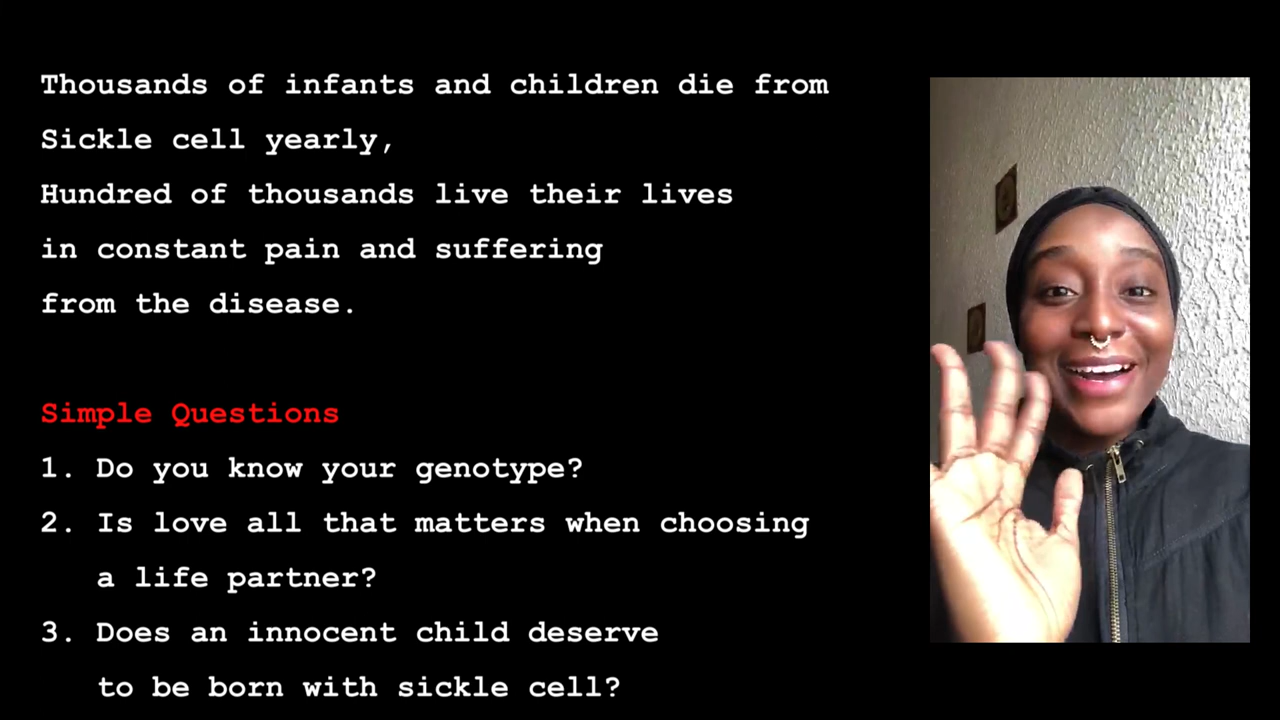 Thousands of infants and children die from
Sickle cell yearly,
Hundred of thousands live their lives
in constant pain and suffering
from the disease.
Simple Questions
1. Do you know your genotype?
2. Is love all that matters when choosing
a life partner?
3. Does an innocent child deserve
to be born with sickle cell?